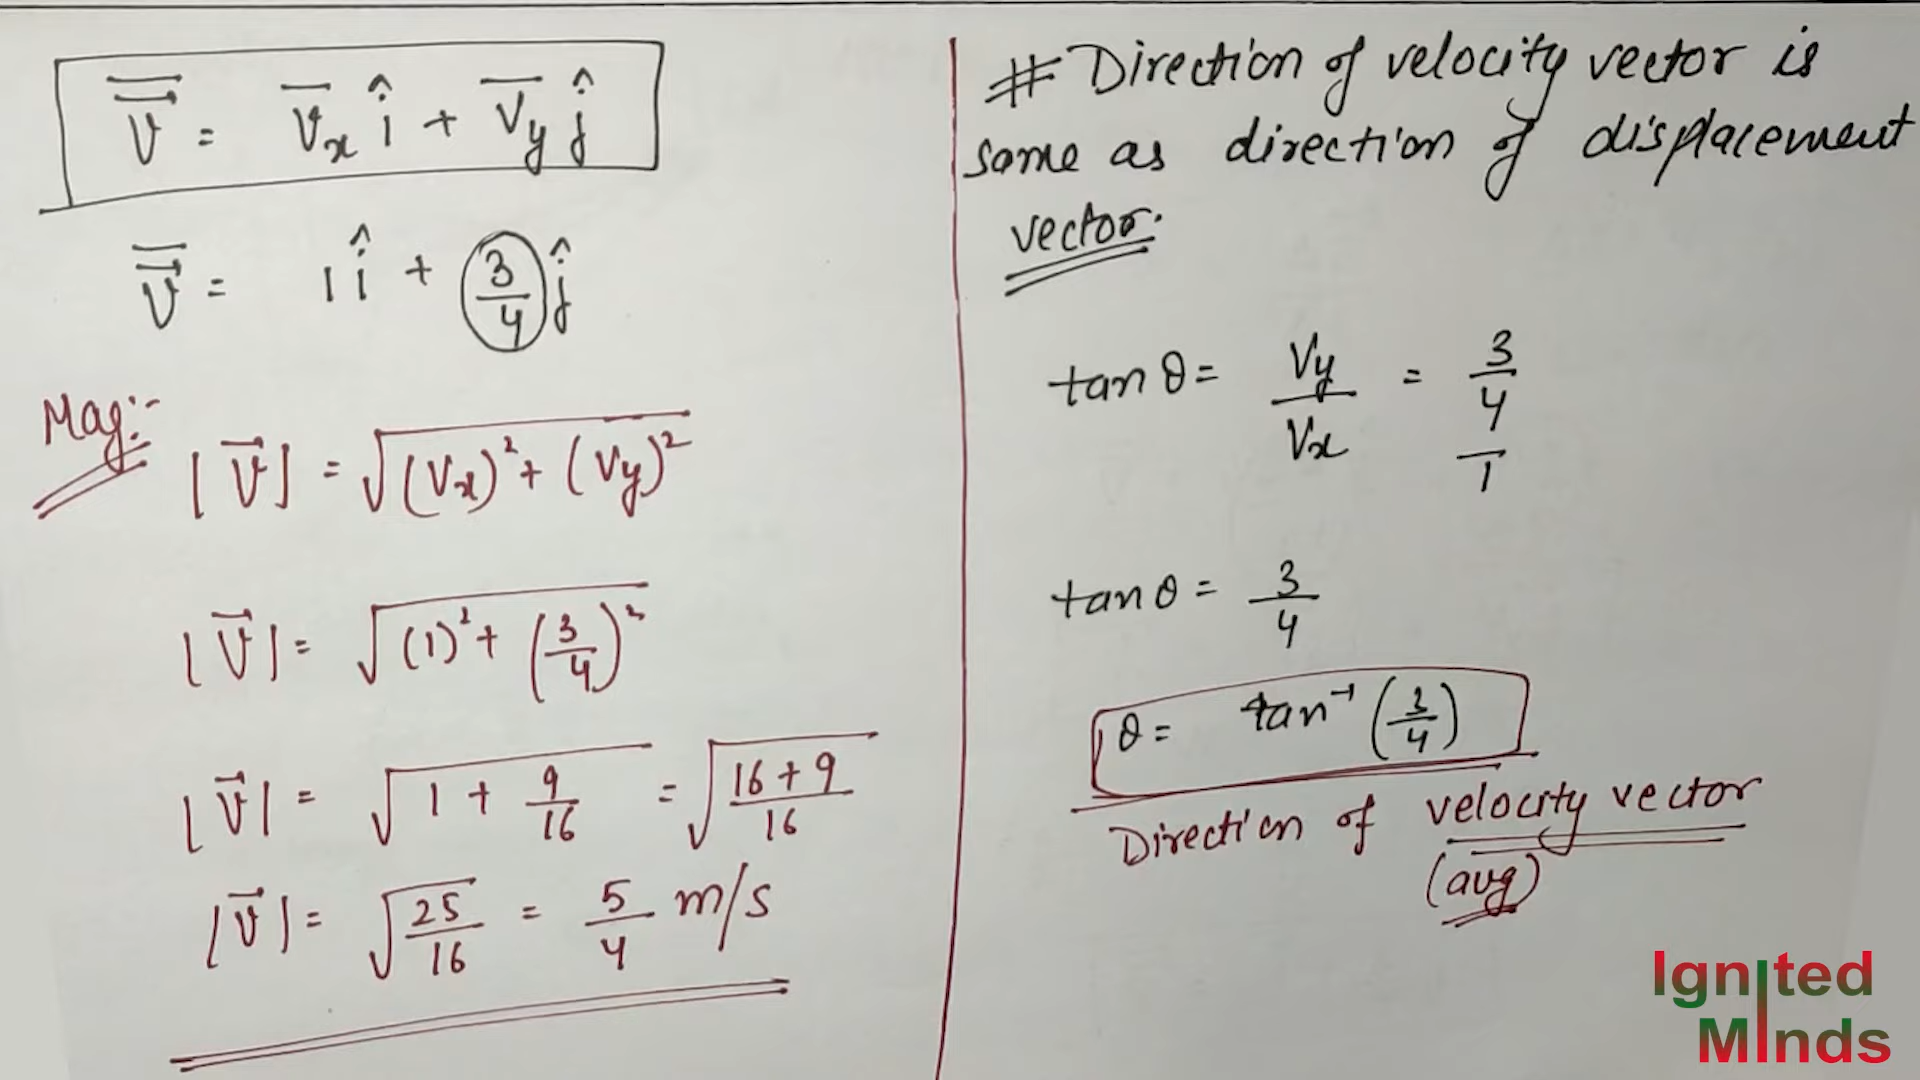 V̅⃗ = V̅x î + V̅y ĵ
V̅⃗ = 1 î + 3/4 ĵ
Mag:-
|V⃗| = √(Vx)² + (Vy)²
|V⃗| = √(1)² + (3/4)²
|V⃗| = √1 + 9/16 = √16+9/16
|V⃗| = √25/16 = 5/4 m/s
# Direction of velocity vector is
same as direction of displacement
vector.
tan θ = Vy/Vx = 3/4/1
tan θ = 3/4
θ = tan⁻¹ (3/4)
Direction of velocity vector
(avg)
Ignited
Minds